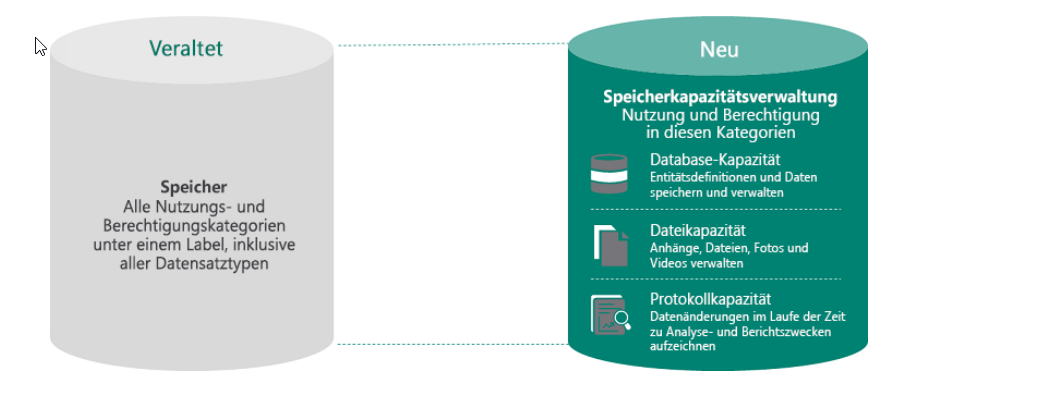 Veraltet
Speicher
Alle Nutzungs- und
Berechtigungskategorien
unter einem Label, inklusive
aller Datensatztypen
Neu
Speicherkapazitätsverwaltung
Nutzung und Berechtigung
in diesen Kategorien
Database-Kapazität
Entitätsdefinitionen und Daten
speichern und verwalten
Dateikapazität
Anhänge, Dateien, Fotos und
Videos verwalten
Protokollkapazität
Datenänderungen im Laufe der Zeit
zu Analyse- und Berichtszwecken
aufzeichnen